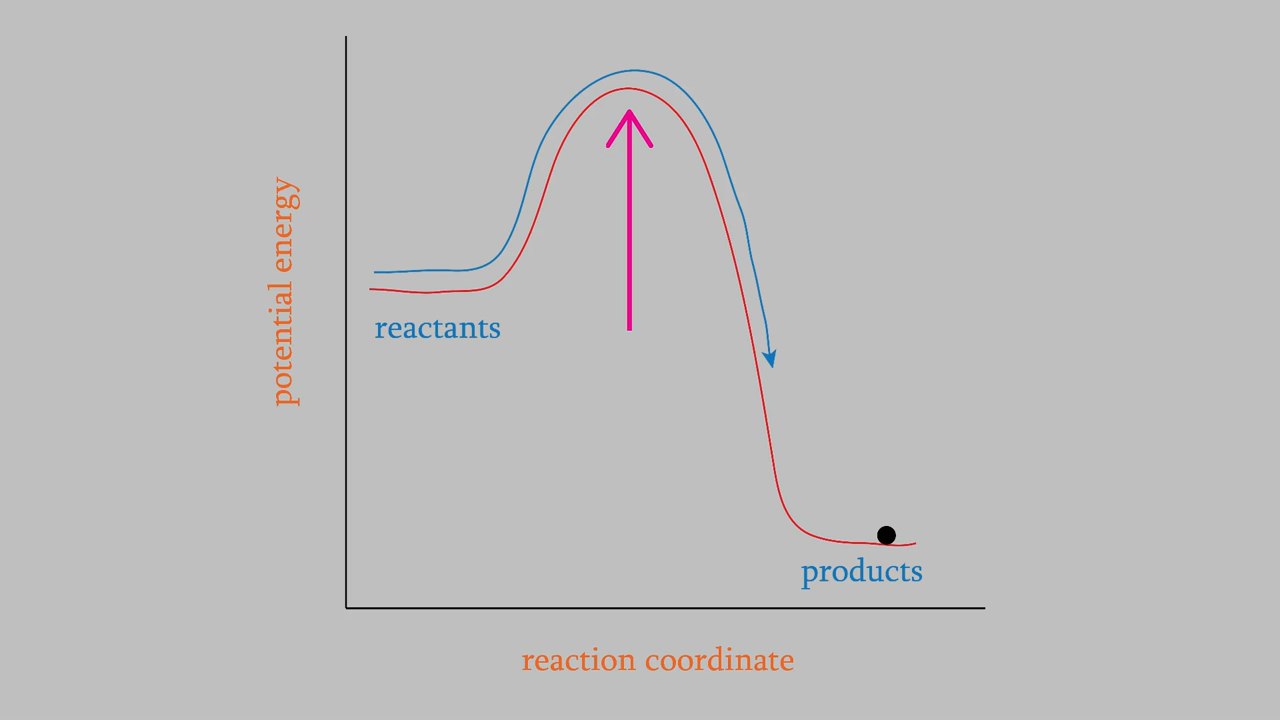 potential energy
reactants
products
reaction coordinate